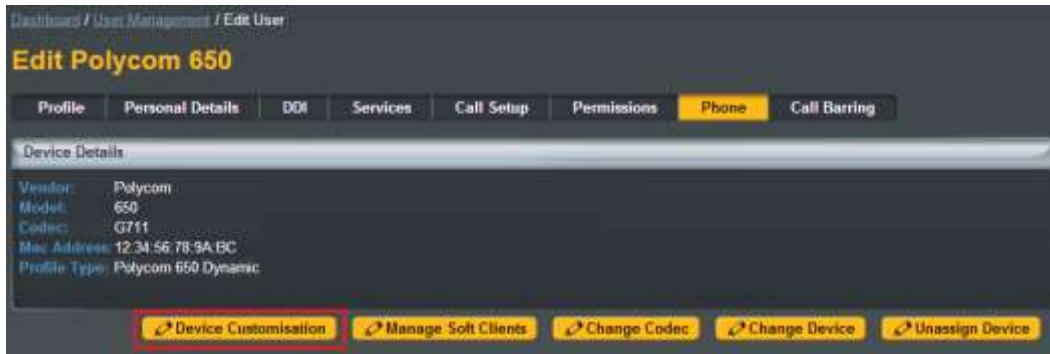 Dashboard / User Management / Edit User
Edit Polycom 650
Profile Personal Details DDI Services Call Setup Permissions Phone Call Barring
Device Details
Vendor: Polycom
Model: 650
Codec: G711
Mac Address: 12:34:56:78:9A:BC
Profile Type: Polycom 650 Dynamic
Device Customisation Manage Soft Clients Change Codec Change Device Unassign Device